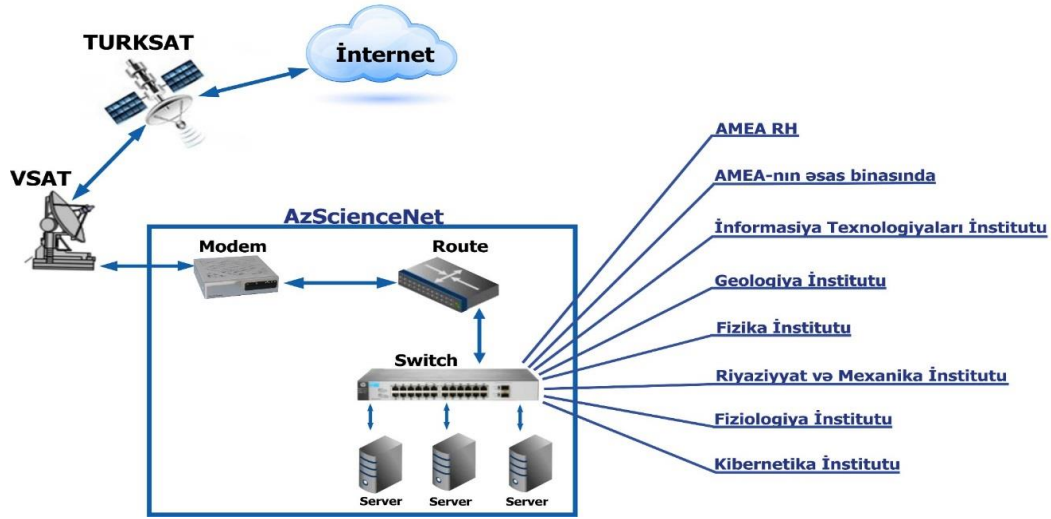 TURKSAT
İnternet
VSAT
AzScienceNet
Modem
Route
Switch
Server
Server
Server
AMEA RH
AMEA-nın əsas binasında
İnformasiya Texnologiyaları İnstitutu
Geologiya İnstitutu
Fizika İnstitutu
Riyaziyyat və Mexanika İnstitutu
Fiziologiya İnstitutu
Kibernetika İnstitutu